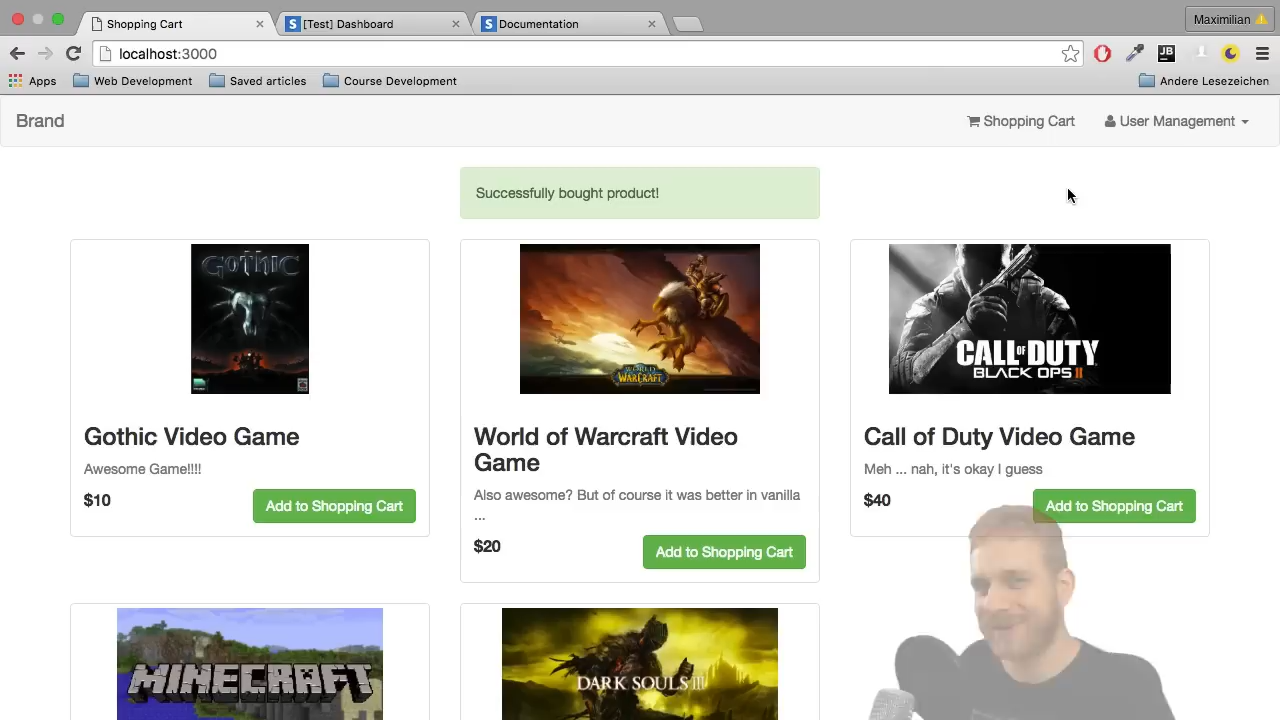 Shopping Cart
[Test] Dashboard
Documentation
Maximilian
localhost:3000
JB
Apps
Web Development
Saved articles
Course Development
Andere Lesezeichen
Brand
Shopping Cart
User Management
Successfully bought product!
GOTHIC
WORLD
WARCRAFT
CALL OF DUTY
BLACK OPS II
Gothic Video Game
Awesome Game!!!!
$10
Add to Shopping Cart
World of Warcraft Video
Game
Also awesome? But of course it was better in vanilla
...
$20
Add to Shopping Cart
Call of Duty Video Game
Meh ... nah, it's okay I guess
$40
Add to Shopping Cart
MINECRAFT
DARK SOULS III